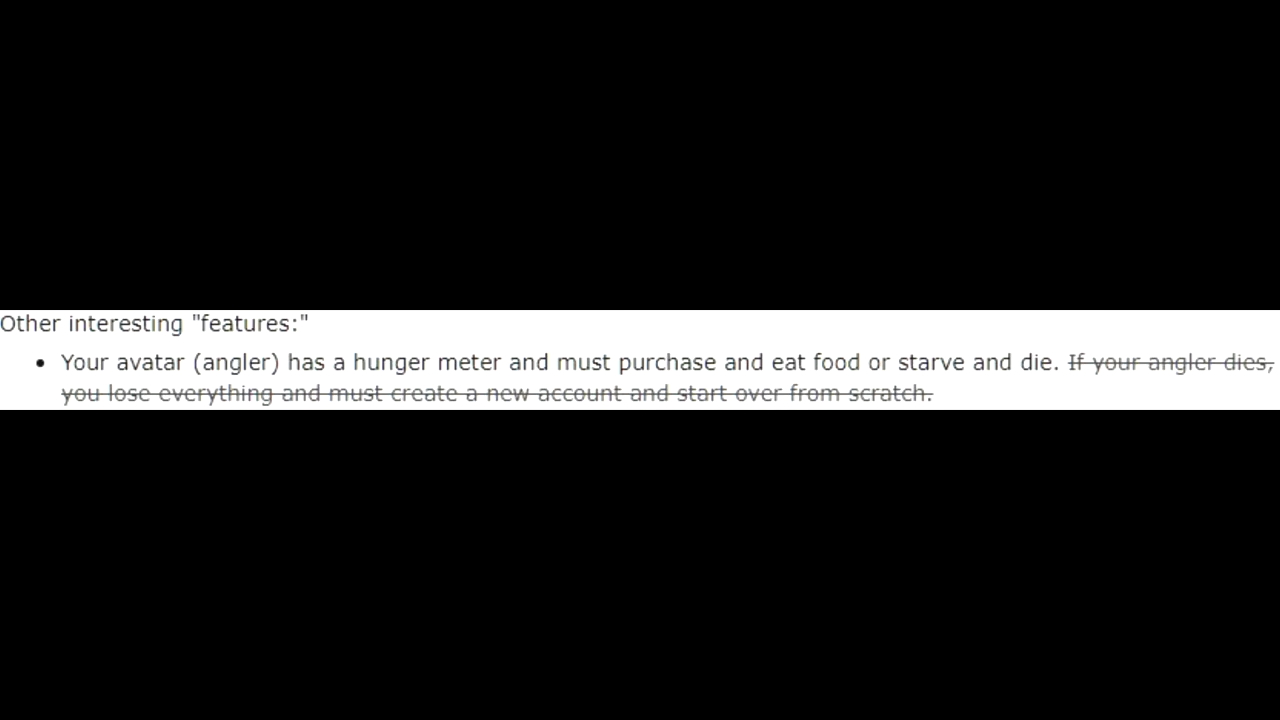 Other interesting "features:"
• Your avatar (angler) has a hunger meter and must purchase and eat food or starve and die. If your angler dies,
you lose everything and must create a new account and start over from scratch.